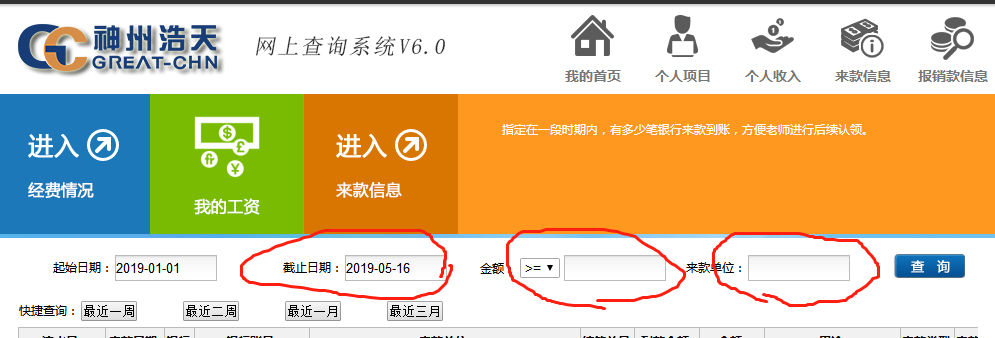 神州浩天
GREAT-CHN
网上查询系统V6.0
我的首页 个人项目 个人收入 来款信息 报销款信息
进入
经费情况
我的工资
进入
来款信息
指定在一段时期内，有多少笔银行来款到账，方便老师进行后续认领。
起始日期： 2019-01-01 截止日期： 2019-05-16 金额： >= 来款单位： 查 询
快捷查询： 最近一周 最近二周 最近一月 最近三月